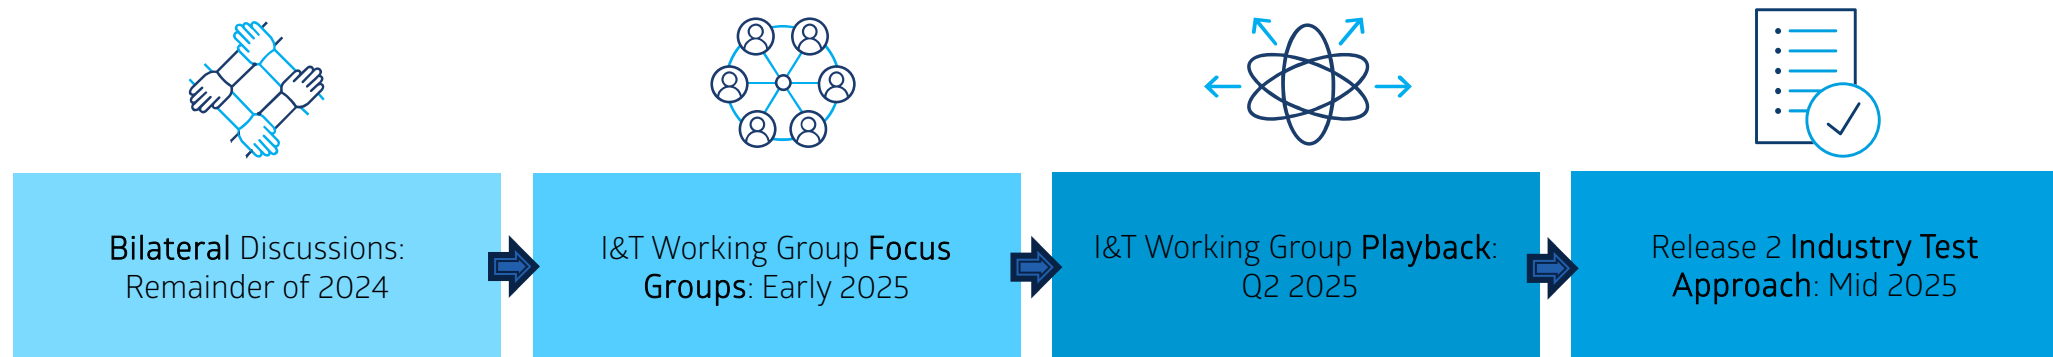 Bilateral Discussions:
Remainder of 2024
I&T Working Group Focus
Groups: Early 2025
I&T Working Group Playback:
Q2 2025
Release 2 Industry Test
Approach: Mid 2025